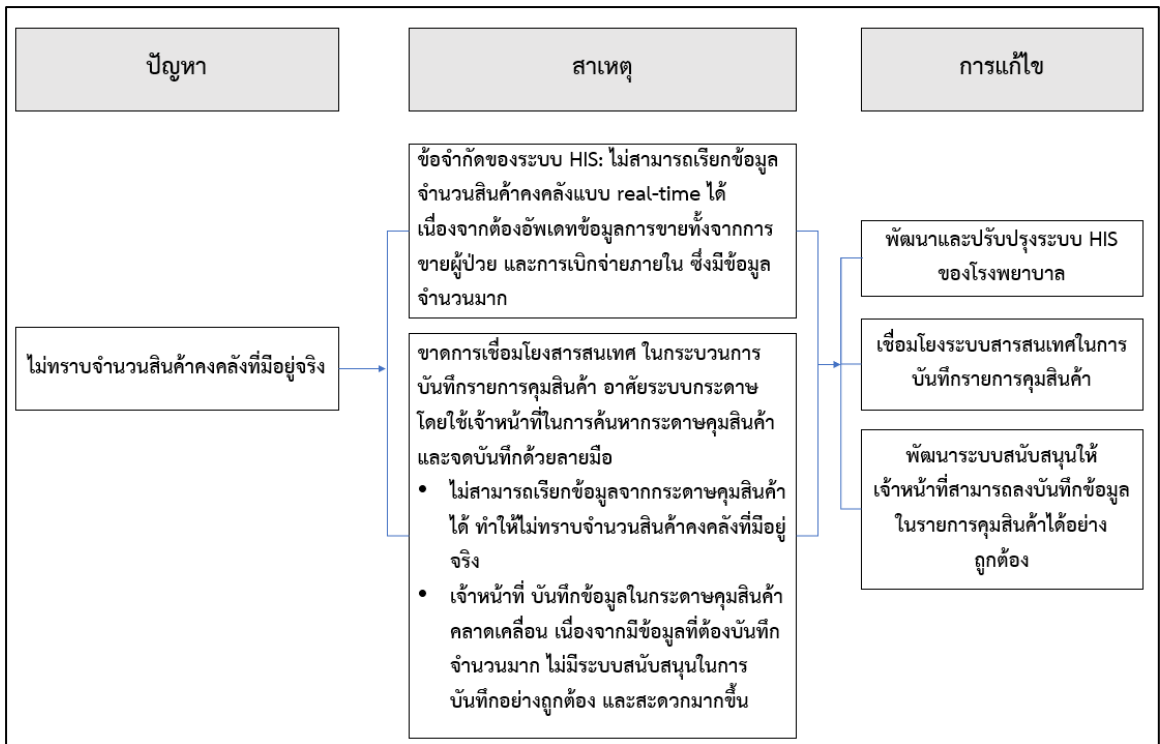 ปัญหา
สาเหตุ
การแก้ไข
ไม่ทราบจำนวนสินค้าคงคลังที่มีอยู่จริง
ข้อจำกัดของระบบ HIS: ไม่สามารถเรียกข้อมูล
จำนวนสินค้าคงคลังแบบ real-time ได้
เนื่องจากต้องอัพเดทข้อมูลการขายทั้งจากการ
ขายผู้ป่วย และการเบิกจ่ายภายใน ซึ่งมีข้อมูล
จำนวนมาก
ขาดการเชื่อมโยงสารสนเทศ ในกระบวนการ
บันทึกรายการคุมสินค้า อาศัยระบบกระดาษ
โดยใช้เจ้าหน้าที่ในการค้นหากระดาษคุมสินค้า
และจดบันทึกด้วยลายมือ
• ไม่สามารถเรียกข้อมูลจากกระดาษคุมสินค้า
ได้ ทำให้ไม่ทราบจำนวนสินค้าคงคลังที่มีอยู่
จริง
• เจ้าหน้าที่ บันทึกข้อมูลในกระดาษคุมสินค้า
คลาดเคลื่อน เนื่องจากมีข้อมูลที่ต้องบันทึก
จำนวนมาก ไม่มีระบบสนับสนุนในการ
บันทึกอย่างถูกต้อง และสะดวกมากขึ้น
พัฒนาและปรับปรุงระบบ HIS
ของโรงพยาบาล
เชื่อมโยงระบบสารสนเทศในการ
บันทึกรายการคุมสินค้า
พัฒนาระบบสนับสนุนให้
เจ้าหน้าที่สามารถลงบันทึกข้อมูล
ในรายการคุมสินค้าได้อย่าง
ถูกต้อง